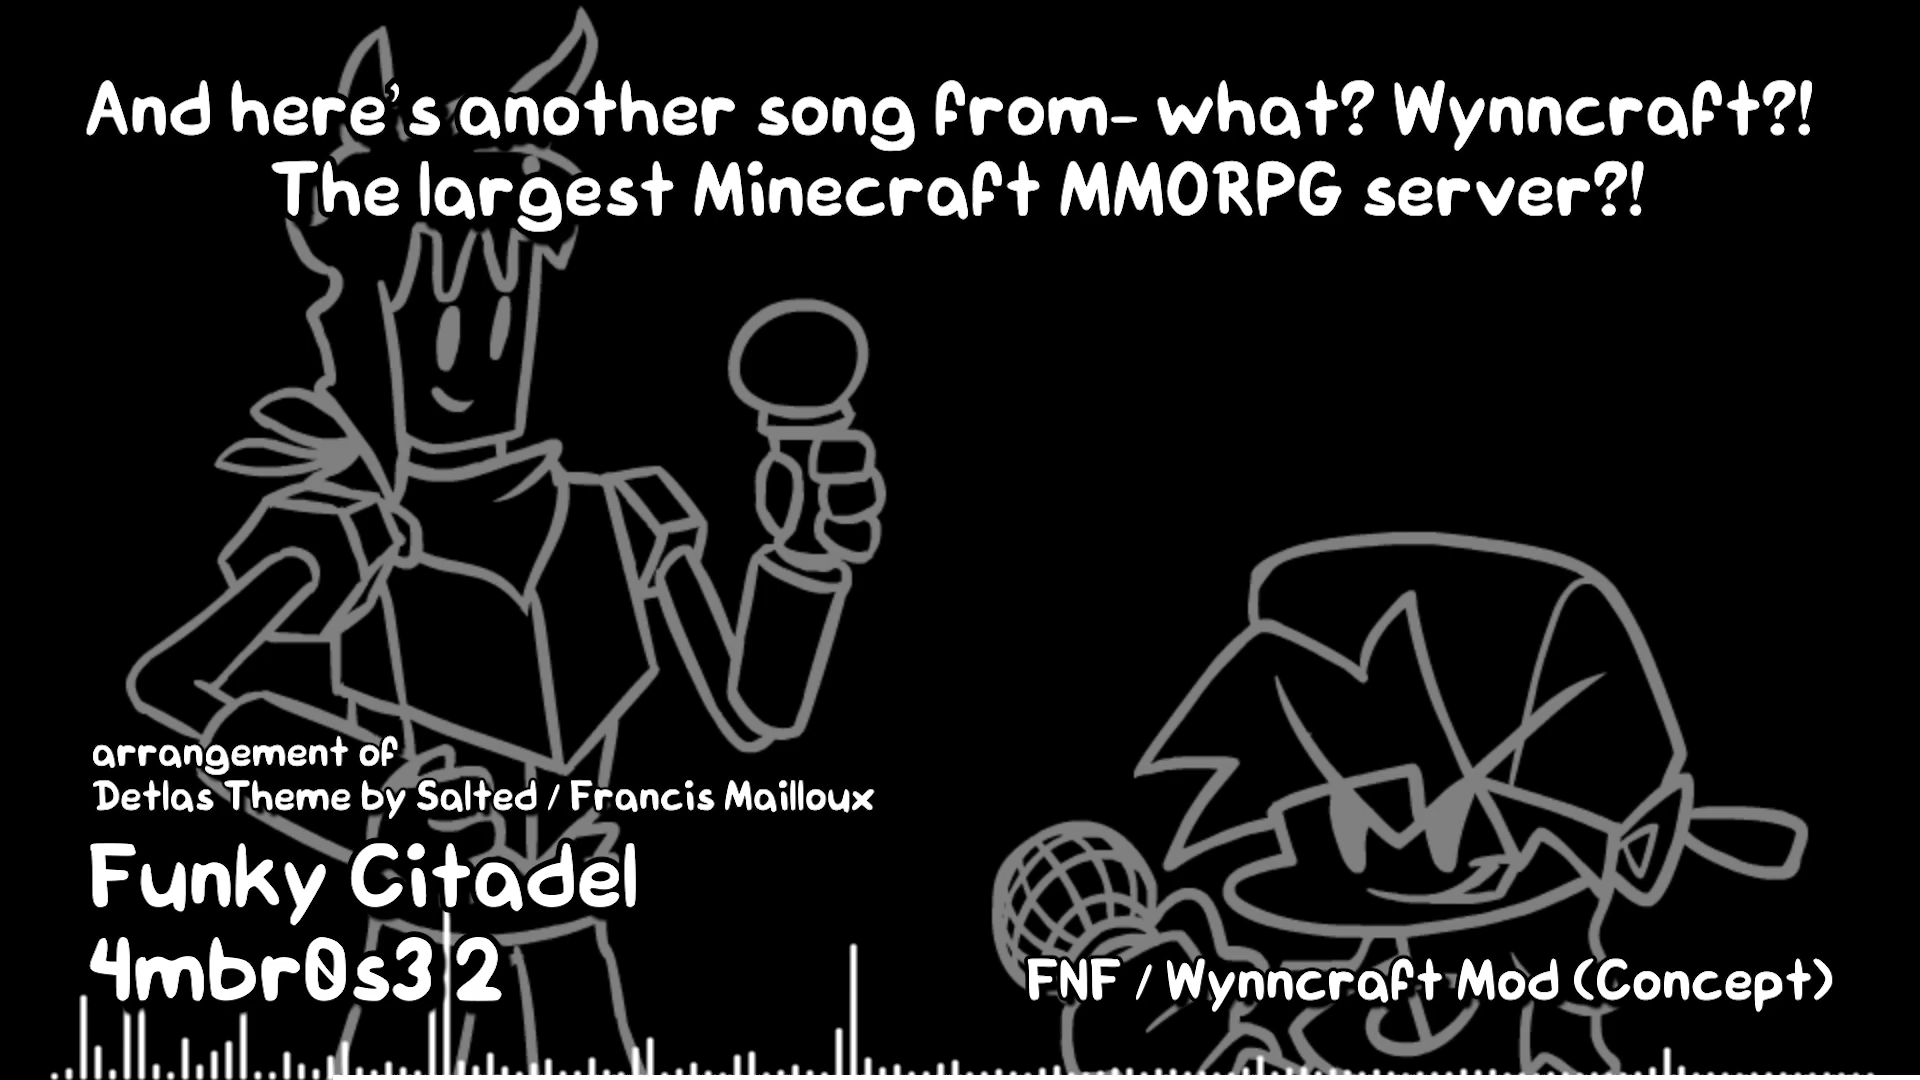 And here's another song from- what? Wynncraft?!
The largest Minecraft MMORPG server?!
arrangement of
Detlas Theme by Salted / Francis Mailloux
Funky Citadel
4mbr0s3 2
FNF / Wynncraft Mod (Concept)